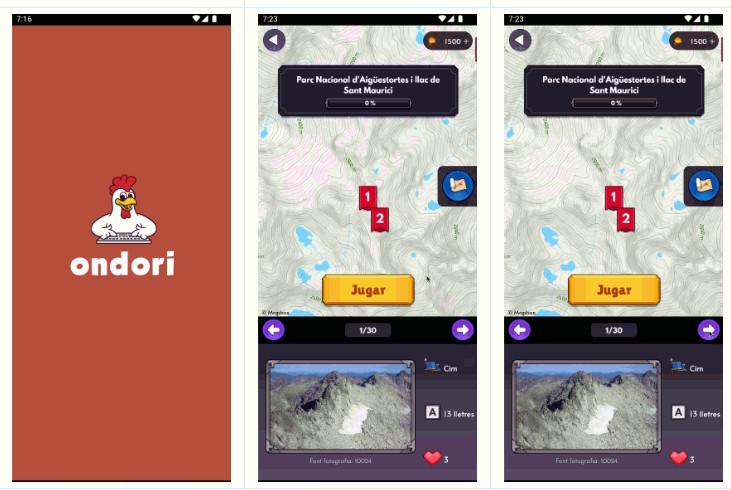 7:16
ondori
7:23
1500 +
Parc Nacional d'Aigüestortes i llac de
Sant Maurici
0 %
1
2
Jugar
© Mapbox
1/30
Cim
A 13 lletres
Font fotografia: 10024
3
7:23
1500 +
Parc Nacional d'Aigüestortes i llac de
Sant Maurici
0 %
1
2
Jugar
© Mapbox
1/30
Cim
A 13 lletres
Font fotografia: 10024
3